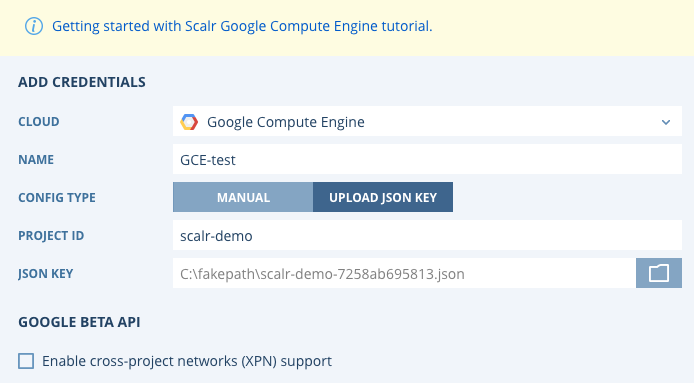 Getting started with Scalr Google Compute Engine tutorial.
ADD CREDENTIALS
CLOUD Google Compute Engine
NAME GCE-test
CONFIG TYPE MANUAL UPLOAD JSON KEY
PROJECT ID scalr-demo
JSON KEY C:\fakepath\scalr-demo-7258ab695813.json
GOOGLE BETA API
Enable cross-project networks (XPN) support